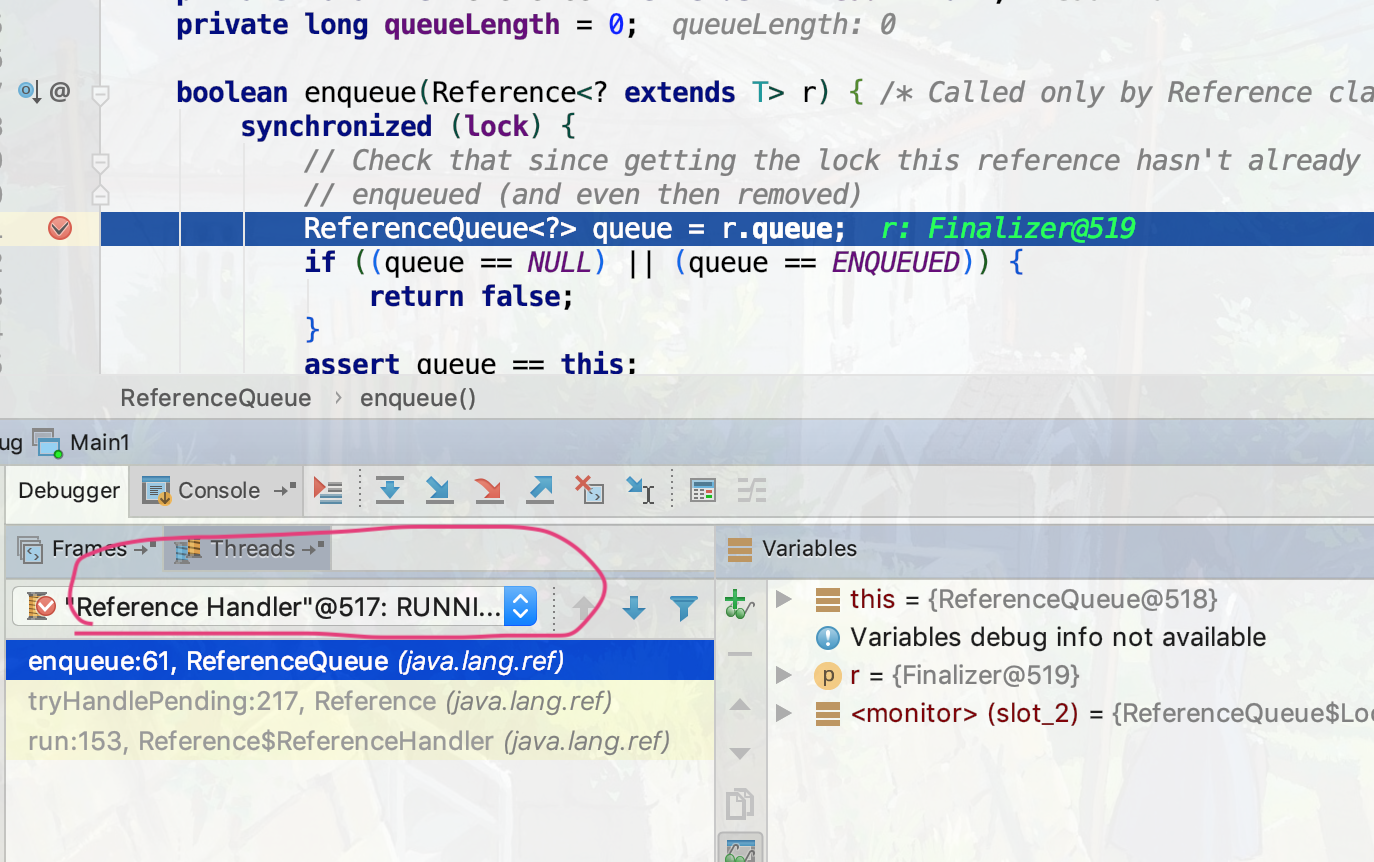 private long queueLength = 0;  queueLength: 0
boolean enqueue(Reference<? extends T> r) { /* Called only by Reference cla
synchronized (lock) {
// Check that since getting the lock this reference hasn't already
// enqueued (and even then removed)
ReferenceQueue<?> queue = r.queue;  r: Finalizer@519
if ((queue == NULL) || (queue == ENQUEUED)) {
return false;
}
assert queue == this;
ReferenceQueue › enqueue()
ug Main1
Debugger Console
Frames Threads Variables
"Reference Handler"@517: RUNNI...
enqueue:61, ReferenceQueue (java.lang.ref)
tryHandlePending:217, Reference (java.lang.ref)
run:153, Reference$ReferenceHandler (java.lang.ref)
this = {ReferenceQueue@518}
Variables debug info not available
p r = {Finalizer@519}
<monitor> (slot_2) = {ReferenceQueue$Loc